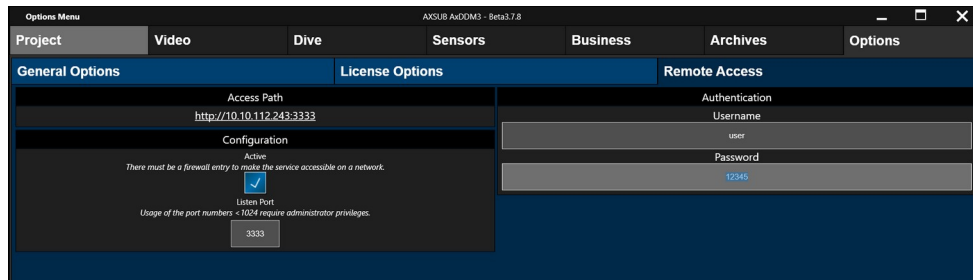 Options Menu
AXSUB AxDDM3 - Beta3.7.8
Project Video Dive Sensors Business Archives Options
General Options License Options Remote Access
Access Path
http://10.10.112.243:3333
Configuration
Active
There must be a firewall entry to make the service accessible on a network.
Listen Port
Usage of the port numbers <1024 require administrator privileges.
3333
Authentication
Username
user
Password
12345